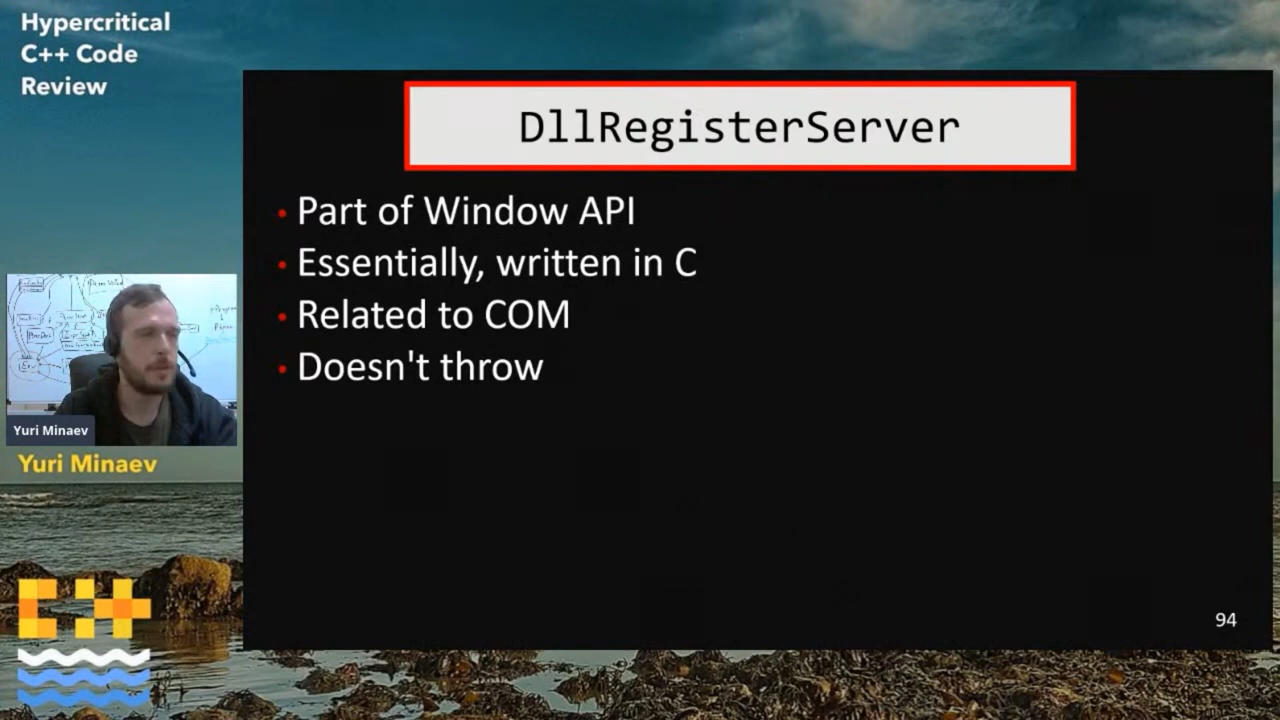 Hypercritical
C++ Code
Review
DllRegisterServer
• Part of Window API
• Essentially, written in C
• Related to COM
• Doesn't throw
Yuri Minaev
Yuri Minaev
94